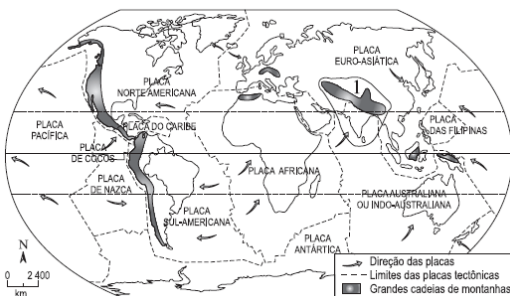 PLACA
EURO-ASIÁTICA
1
PLACA
NORTE AMERICANA
PLACA
PACÍFICA
PLACA DO CARIBE
PLACA
DAS FILIPINAS
PLACA
DE COCOS
PLACA AFRICANA
PLACA
DE NAZCA
PLACA AUSTRALIANA
OU INDO-AUSTRALIANA
PLACA
SUL-AMERICANA
PLACA
ANTÁRTICA
N
0 2 400
km
Direção das placas
Limites das placas tectônicas
Grandes cadeias de montanhas